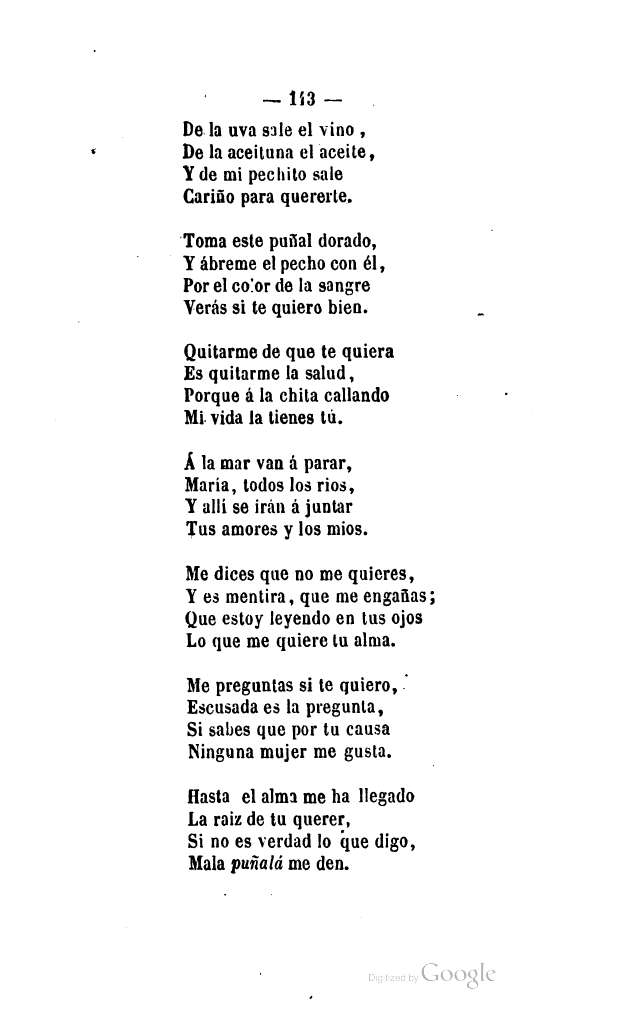 — 113 —
De la uva sale el vino ,
De la aceituna el aceite,
Y de mi pechito sale
Cariño para quererte.
Toma este puñal dorado,
Y ábreme el pecho con él,
Por el color de la sangre
Verás si te quiero bien.
Quitarme de que te quiera
Es quitarme la salud,
Porque á la chita callando
Mi vida la tienes tú.
Á la mar van á parar,
María, todos los rios,
Y allí se irán á juntar
Tus amores y los mios.
Me dices que no me quieres,
Y es mentira, que me engañas;
Que estoy leyendo en tus ojos
Lo que me quiere tu alma.
Me preguntas si te quiero,
Escusada es la pregunta,
Si sabes que por tu causa
Ninguna mujer me gusta.
Hasta el alma me ha llegado
La raiz de tu querer,
Si no es verdad lo que digo,
Mala puñalá me den.
Digitized by Google